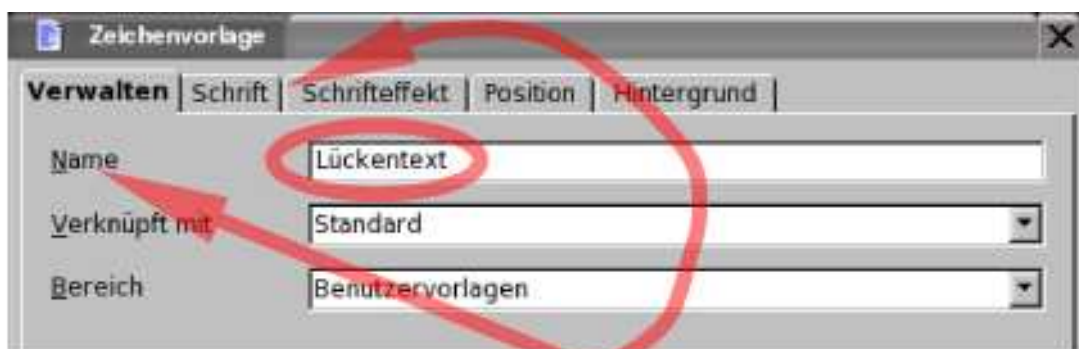 Zeichenvorlage
Verwalten Schrift Schrifteffekt Position Hintergrund
Name Lückentext
Verknüpft mit Standard
Bereich Benutzervorlagen